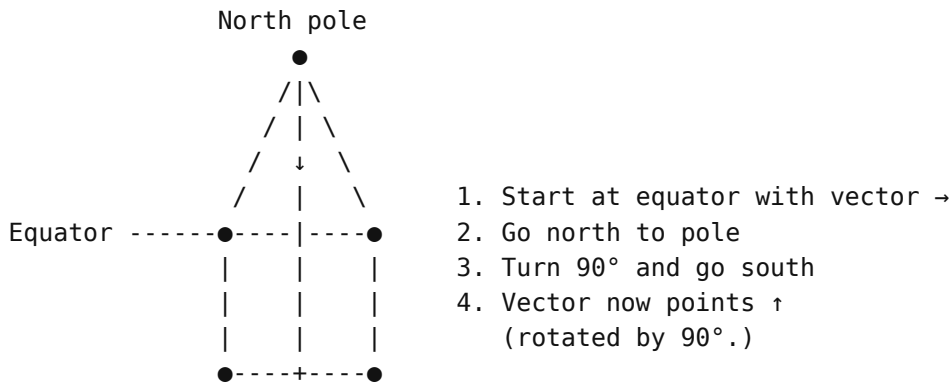 North pole
1. Start at equator with vector →
Equator
2. Go north to pole
3. Turn 90° and go south
4. Vector now points ↑
(rotated by 90°.)